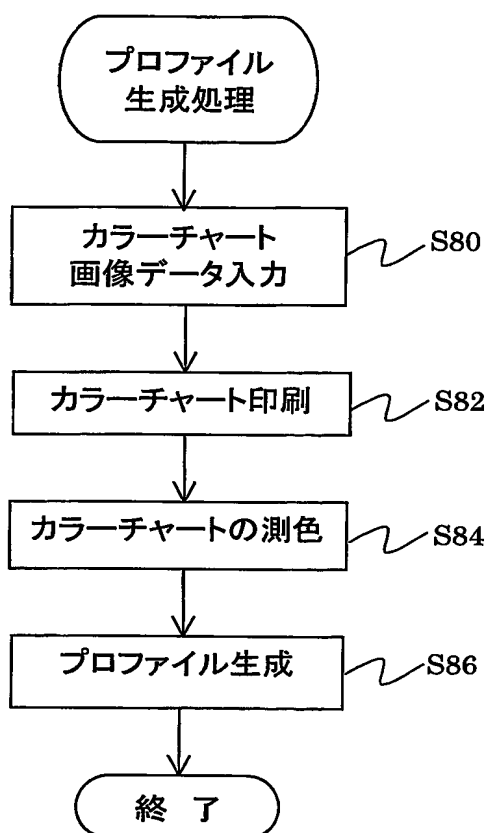 プロファイル
生成処理
カラーチャート
画像データ入力
S80
カラーチャート印刷
S82
カラーチャートの測色
S84
プロファイル生成
S86
終 了